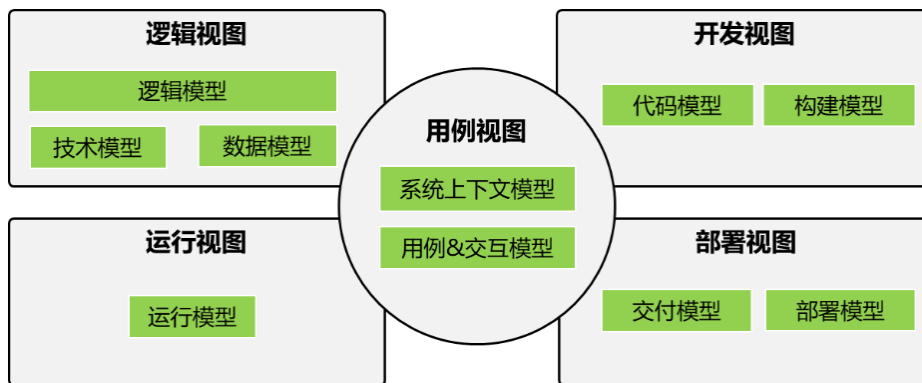 逻辑视图
逻辑模型
技术模型
数据模型
开发视图
代码模型
构建模型
用例视图
系统上下文模型
用例&交互模型
运行视图
运行模型
部署视图
交付模型
部署模型